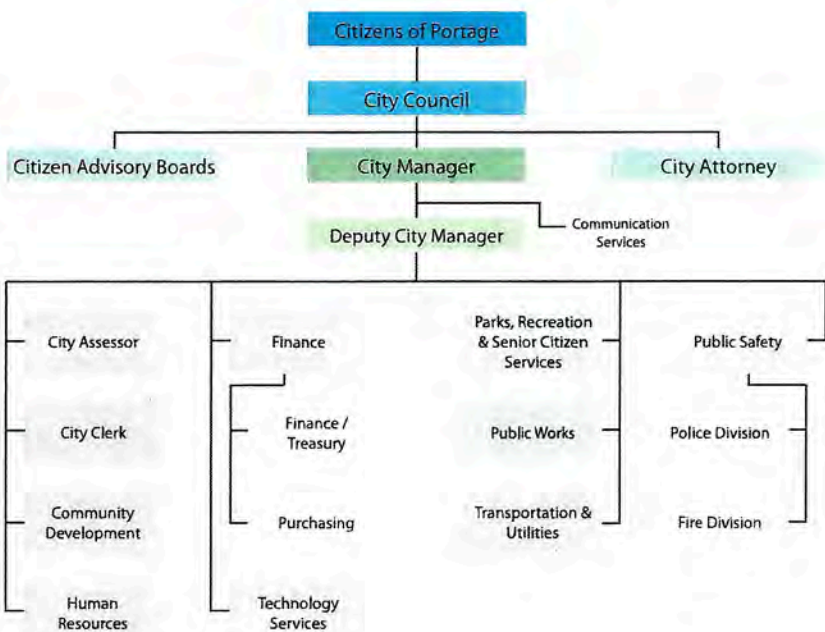 Citizens of Portage
City Council
Citizen Advisory Boards
City Manager
City Attorney
Communication
Services
Deputy City Manager
City Assessor
Finance
Parks, Recreation
& Senior Citizen
Services
Public Safety
City Clerk
Finance /
Treasury
Public Works
Police Division
Community
Development
Purchasing
Transportation &
Utilities
Fire Division
Human
Resources
Technology
Services